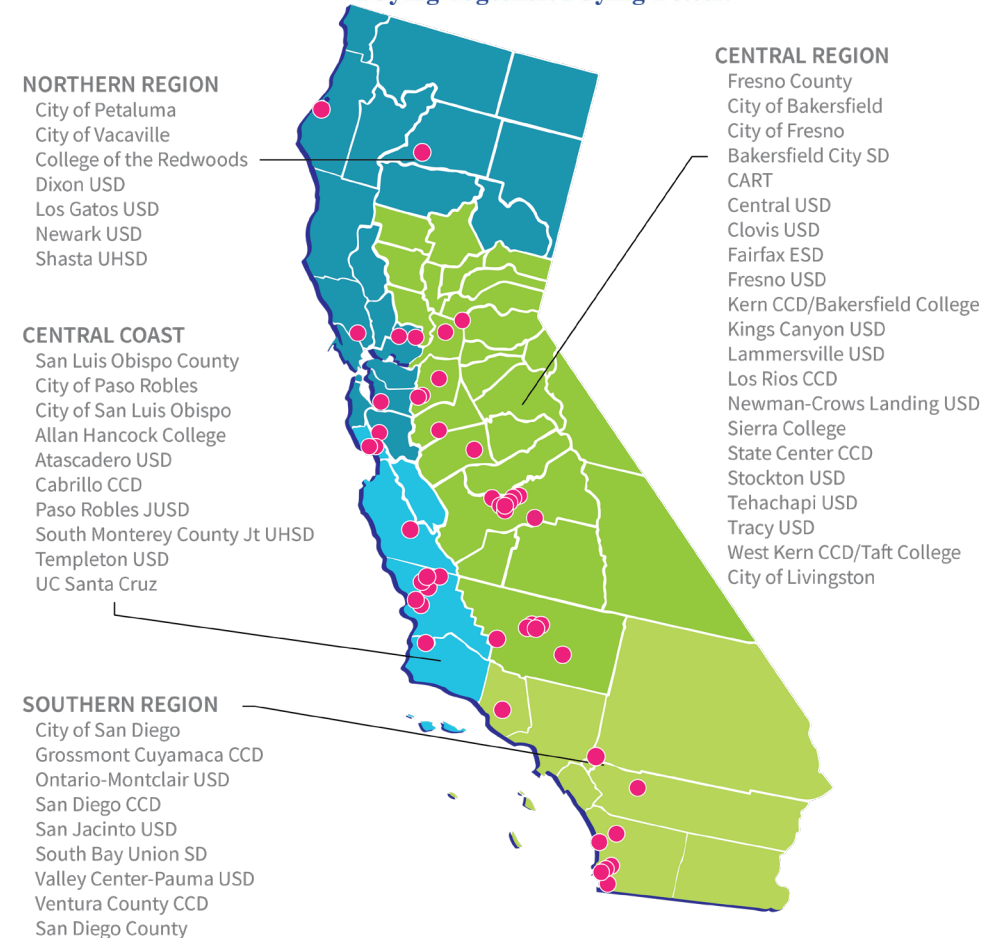 NORTHERN REGION
City of Petaluma
City of Vacaville
College of the Redwoods
Dixon USD
Los Gatos USD
Newark USD
Shasta UHSD
CENTRAL COAST
San Luis Obispo County
City of Paso Robles
City of San Luis Obispo
Allan Hancock College
Atascadero USD
Cabrillo CCD
Paso Robles JUSD
South Monterey County Jt UHSD
Templeton USD
UC Santa Cruz
SOUTHERN REGION
City of San Diego
Grossmont Cuyamaca CCD
Ontario-Montclair USD
San Diego CCD
San Jacinto USD
South Bay Union SD
Valley Center-Pauma USD
Ventura County CCD
San Diego County
CENTRAL REGION
Fresno County
City of Bakersfield
City of Fresno
Bakersfield City SD
CART
Central USD
Clovis USD
Fairfax ESD
Fresno USD
Kern CCD/Bakersfield College
Kings Canyon USD
Lammersville USD
Los Rios CCD
Newman-Crows Landing USD
Sierra College
State Center CCD
Stockton USD
Tehachapi USD
Tracy USD
West Kern CCD/Taft College
City of Livingston